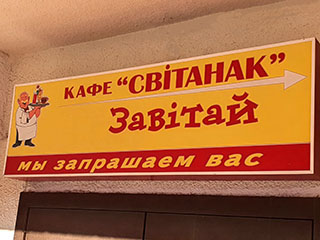 КАФЕ "СВІТАНАК"
Завітай
мы запрашаем вас